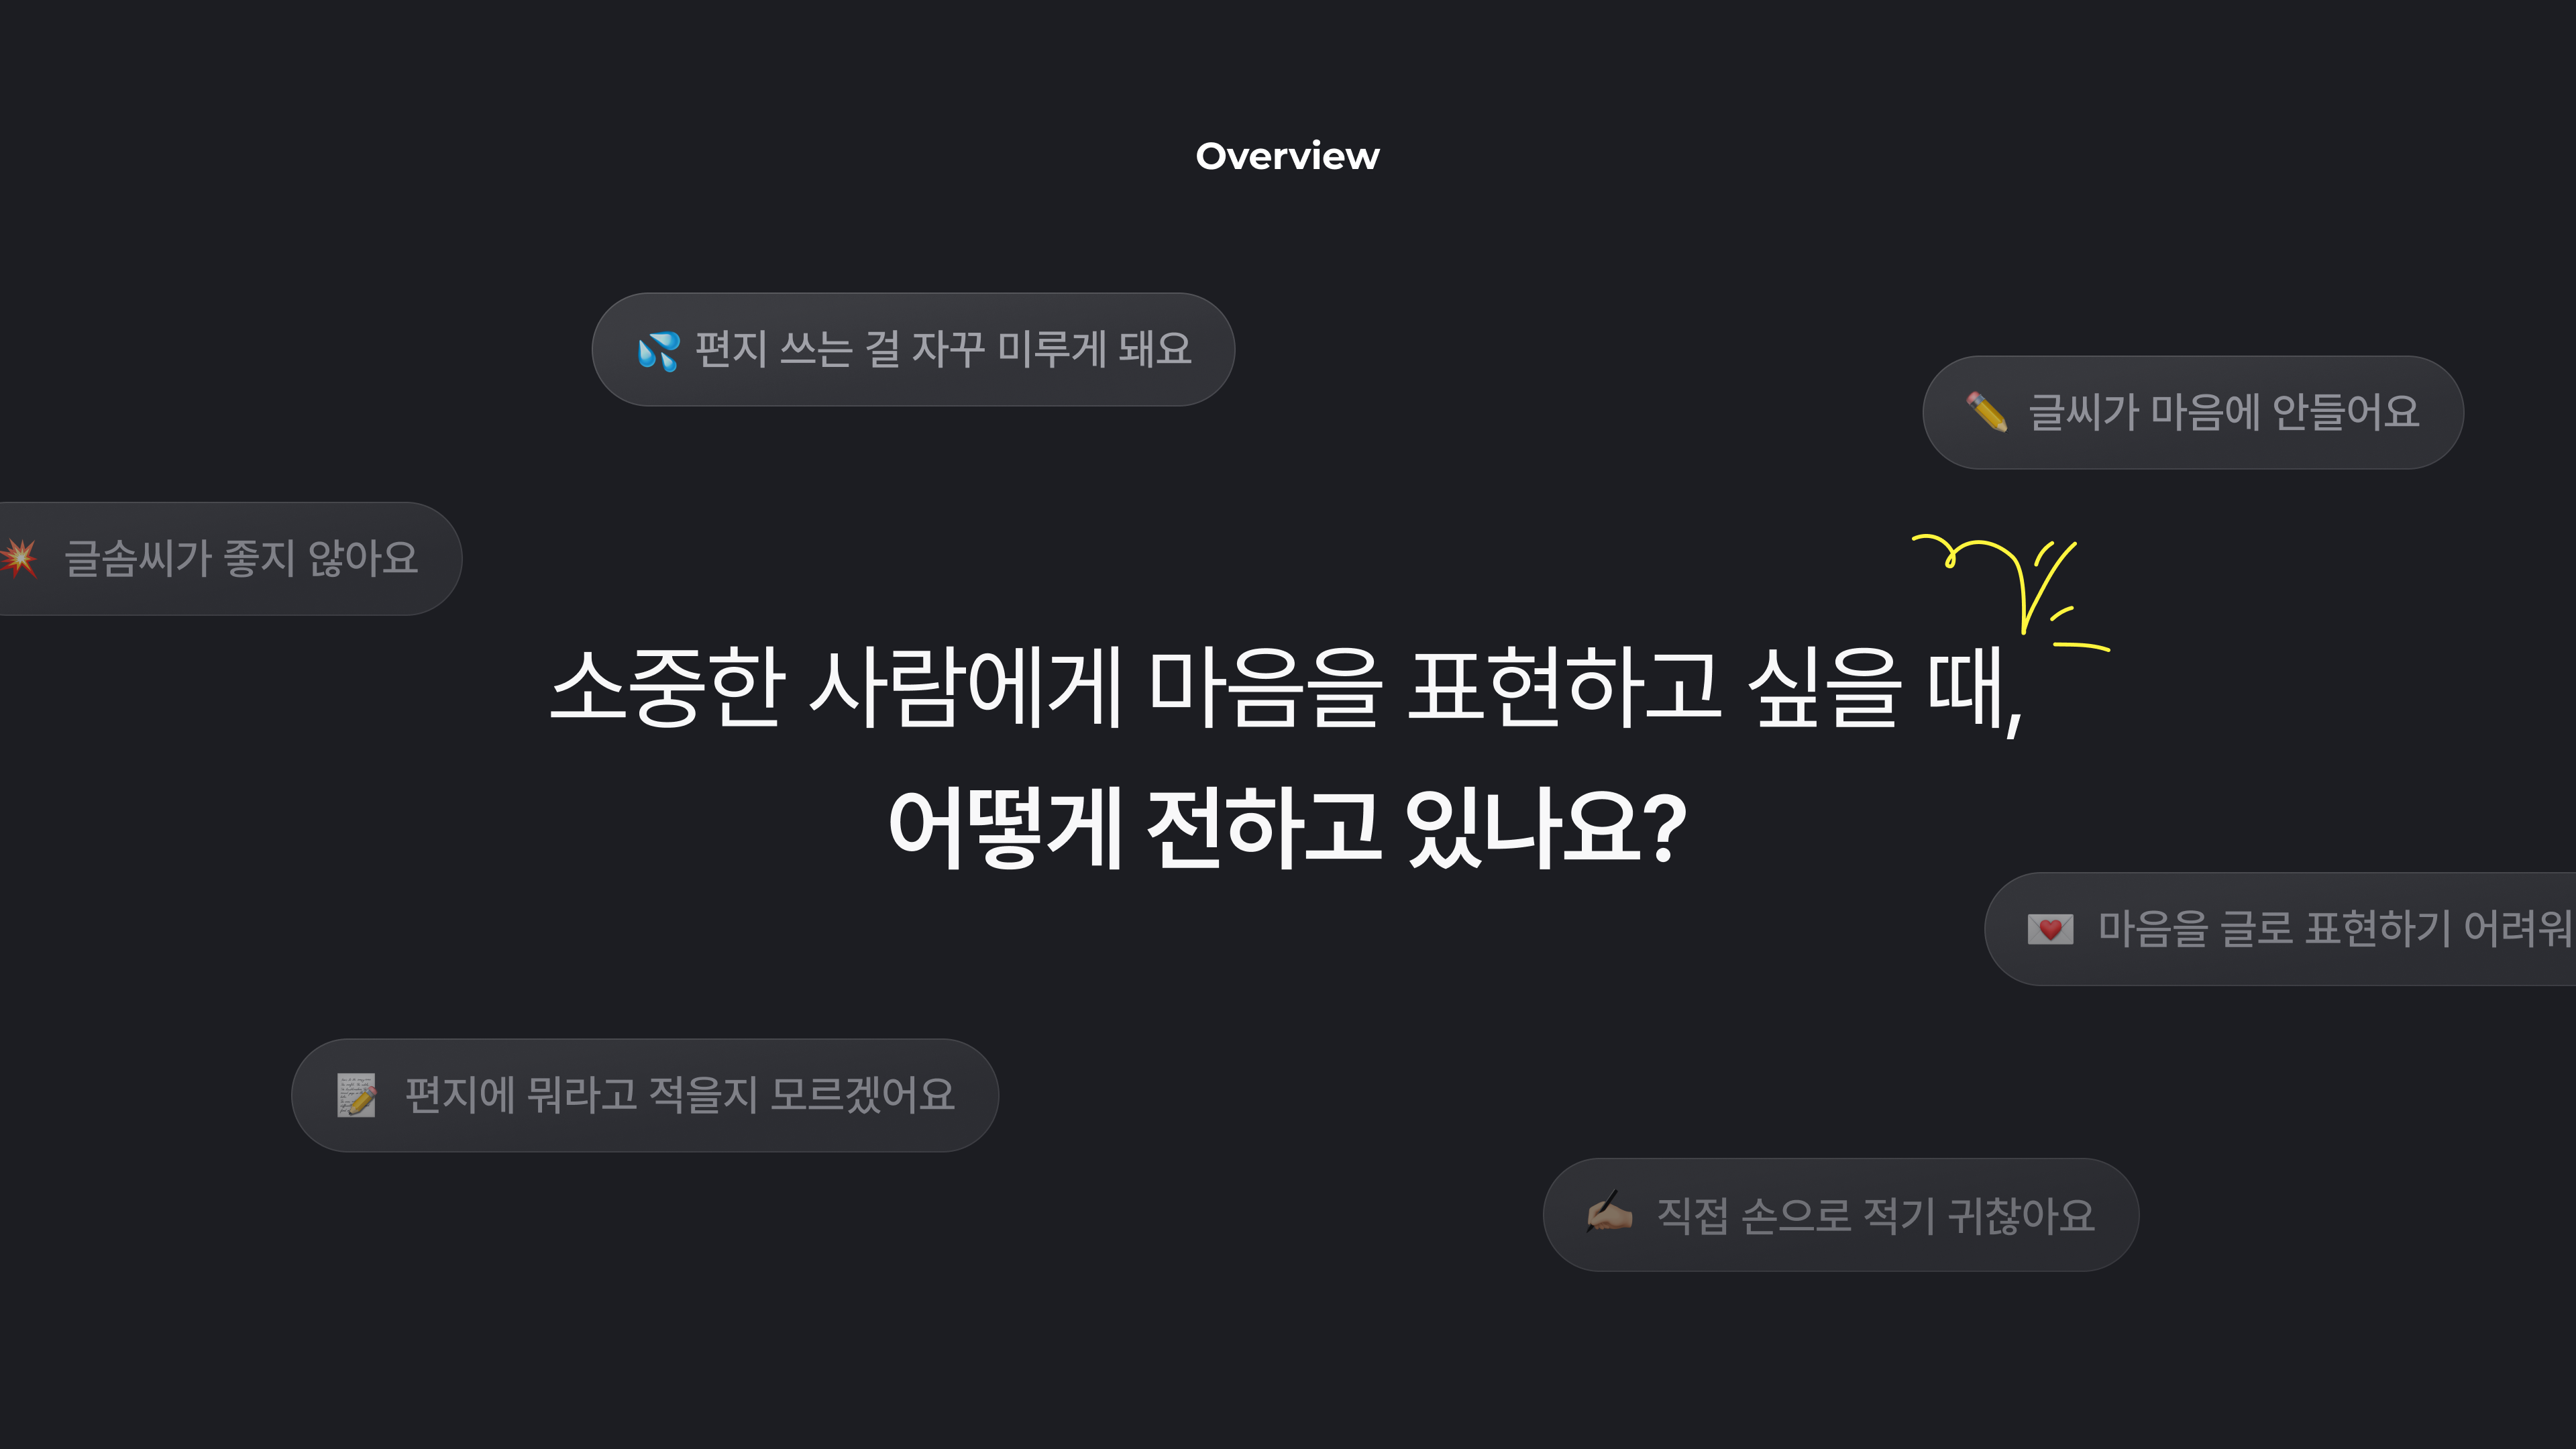 Overview
💦 편지 쓰는 걸 자꾸 미루게 돼요
✏️ 글씨가 마음에 안들어요
💥 글솜씨가 좋지 않아요
소중한 사람에게 마음을 표현하고 싶을 때,
어떻게 전하고 있나요?
💌 마음을 글로 표현하기 어려워
📝 편지에 뭐라고 적을지 모르겠어요
✍🏼 직접 손으로 적기 귀찮아요